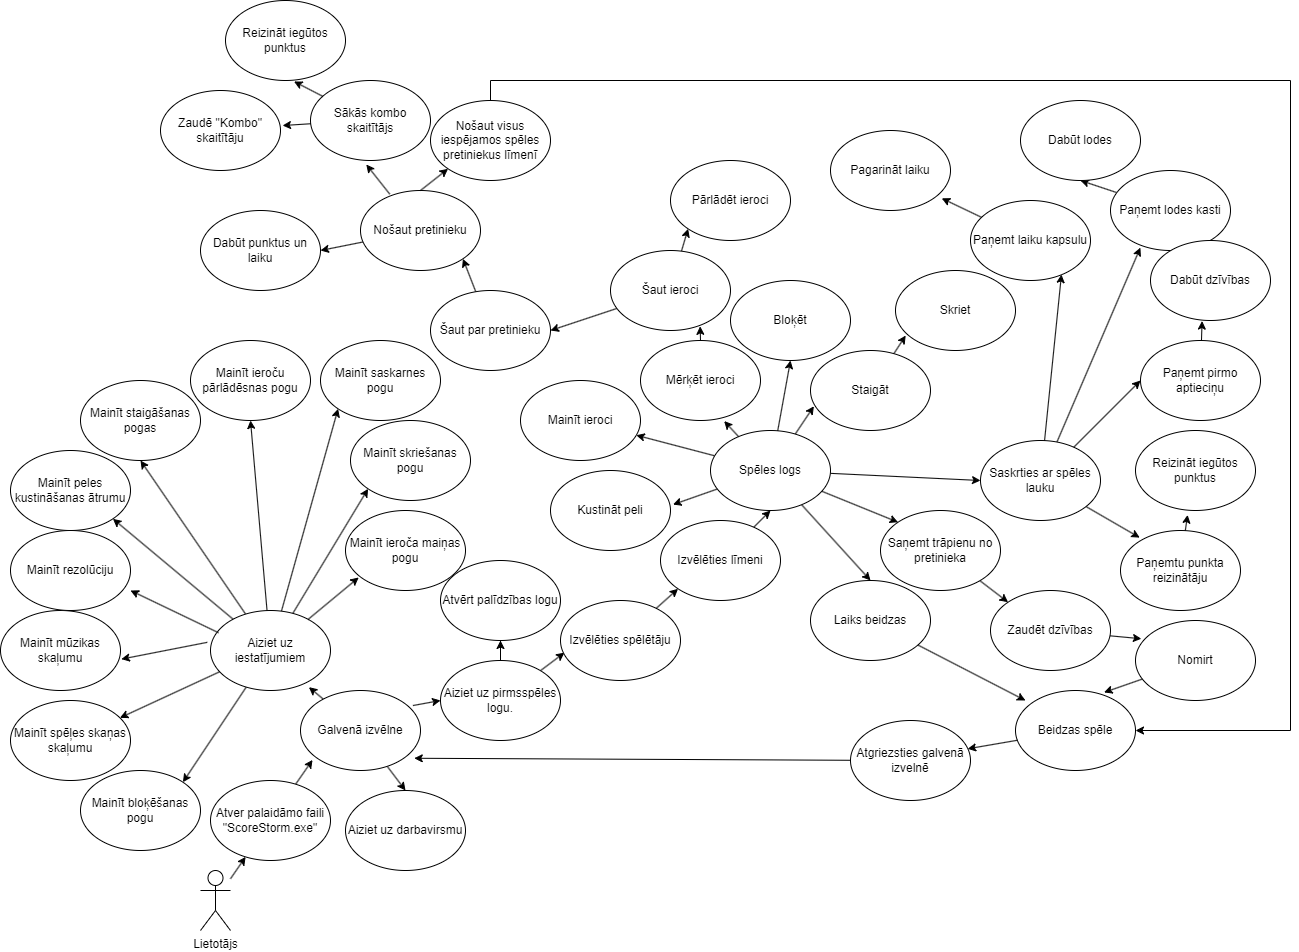 Reizināt iegūtos
punktus
Zaudē "Kombo"
skaitītāju
Sākās kombo
skaitītājs
Nošaut visus
iespējamos spēles
pretiniekus līmenī
Dabūt punktus un
laiku
Nošaut pretinieku
Pārlādēt ieroci
Šaut ieroci
Šaut par pretinieku
Bloķēt
Mērķēt ieroci
Mainīt ieroci
Kustināt peli
Spēles logs
Staigāt
Skriet
Pagarināt laiku
Paņemt laiku kapsulu
Dabūt lodes
Paņemt lodes kasti
Dabūt dzīvības
Paņemt pirmo
aptieciņu
Saskrties ar spēles
lauku
Reizināt iegūtos
punktus
Paņemtu punkta
reizinātāju
Saņemt trāpienu no
pretinieka
Zaudēt dzīvības
Nomirt
Laiks beidzas
Beidzas spēle
Atgriezsties galvenā
izvelnē
Izvēlēties līmeni
Izvēlēties spēlētāju
Atvērt palīdzības logu
Aiziet uz pirmsspēles
logu.
Mainīt ieroču
pārlādēsnas pogu
Mainīt saskarnes
pogu
Mainīt staigāšanas
pogas
Mainīt skriešanas
pogu
Mainīt peles
kustināšanas ātrumu
Mainīt ieroča maiņas
pogu
Mainīt rezolūciju
Mainīt mūzikas
skaļumu
Aiziet uz
iestatījumiem
Mainīt spēļes skaņas
skaļumu
Mainīt bloķēšanas
pogu
Galvenā izvēlne
Atver palaidāmo faili
"ScoreStorm.exe"
Aiziet uz darbavirsmu
Lietotājs